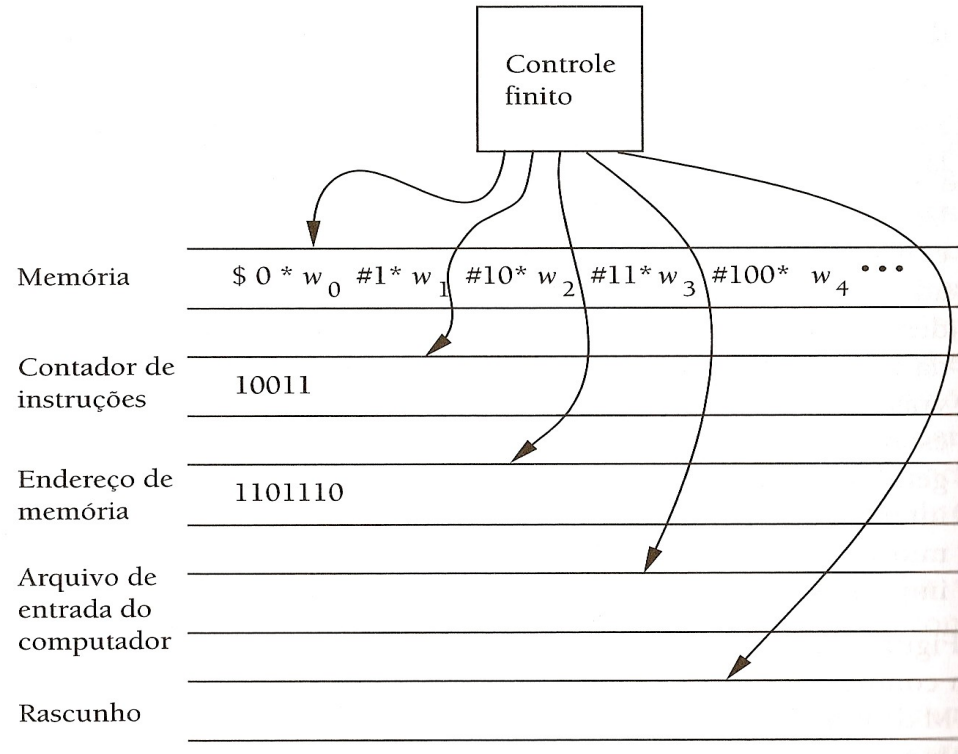 Controle
finito
Memória
$ 0 * w0 #1* w1 #10* w2 #11* w3 #100* w4 •••
Contador de
instruções
10011
Endereço de
memória
1101110
Arquivo de
entrada do
computador
Rascunho